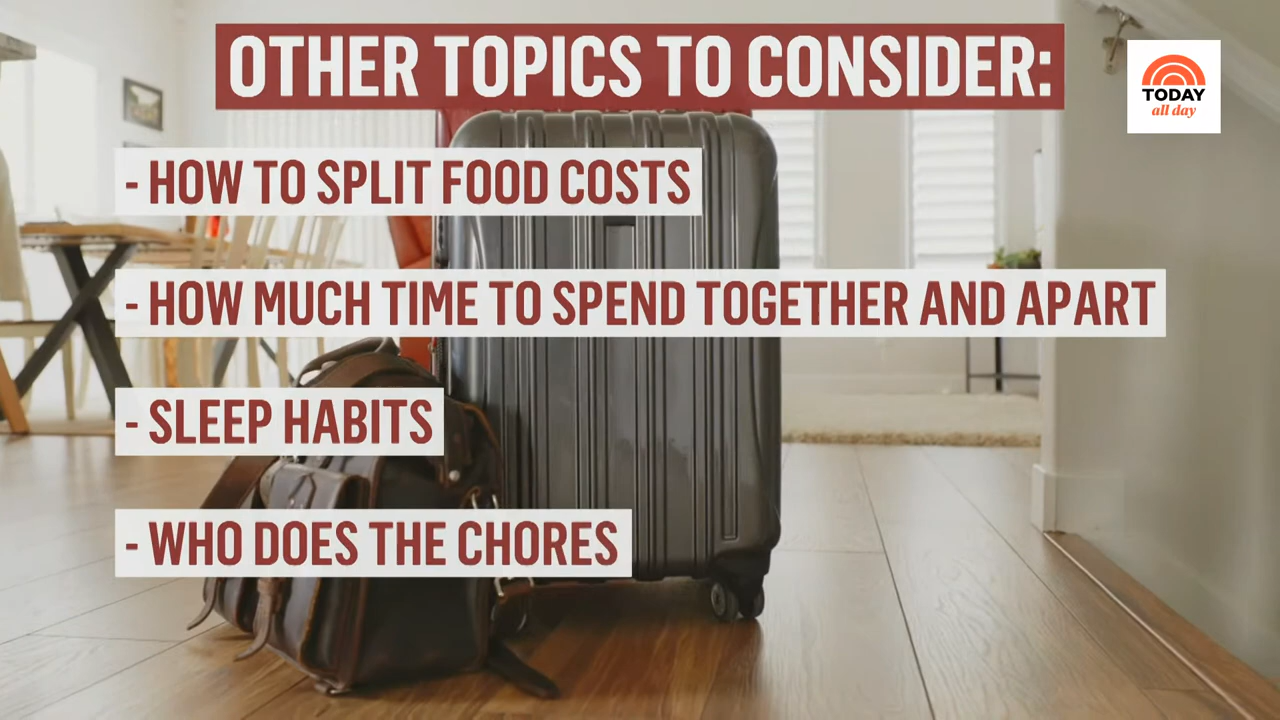 OTHER TOPICS TO CONSIDER:
TODAY
all day
- HOW TO SPLIT FOOD COSTS
- HOW MUCH TIME TO SPEND TOGETHER AND APART
- SLEEP HABITS
- WHO DOES THE CHORES